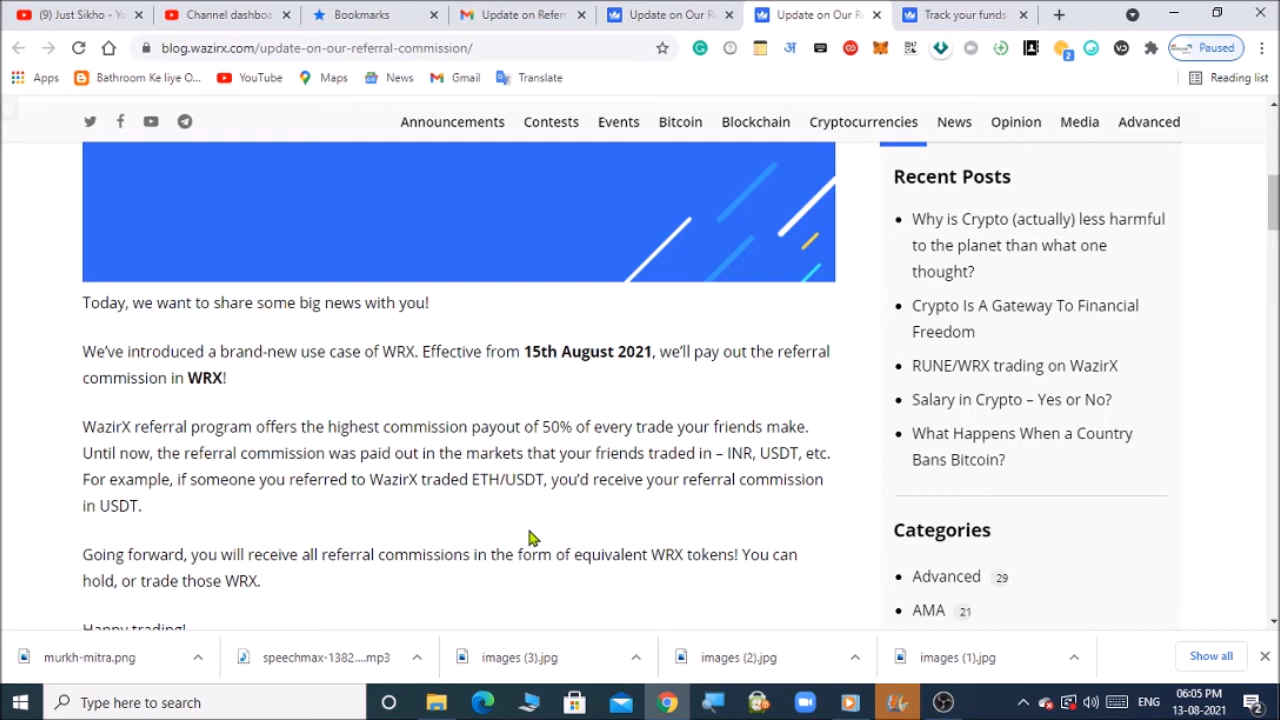 (9) Just Sikho - Yo
Channel dashboa
Bookmarks
Update on Referr
Update on Our Re
Update on Our Re
Track your funds
blog.wazirx.com/update-on-our-referral-commission/
Paused
Apps
Bathroom Ke liye O...
YouTube
Maps
News
Gmail
Translate
Reading list
Announcements
Contests
Events
Bitcoin
Blockchain
Cryptocurrencies
News
Opinion
Media
Advanced
Today, we want to share some big news with you!
We've introduced a brand-new use case of WRX. Effective from 15th August 2021, we'll pay out the referral
commission in WRX!
WazirX referral program offers the highest commission payout of 50% of every trade your friends make.
Until now, the referral commission was paid out in the markets that your friends traded in – INR, USDT, etc.
For example, if someone you referred to WazirX traded ETH/USDT, you'd receive your referral commission
in USDT.
Going forward, you will receive all referral commissions in the form of equivalent WRX tokens! You can
hold, or trade those WRX.
Happy trading!
Recent Posts
Why is Crypto (actually) less harmful
to the planet than what one
thought?
Crypto Is A Gateway To Financial
Freedom
RUNE/WRX trading on WazirX
Salary in Crypto – Yes or No?
What Happens When a Country
Bans Bitcoin?
Categories
Advanced 29
AMA 21
murkh-mitra.png
speechmax-1382....mp3
images (3).jpg
images (2).jpg
images (1).jpg
Show all
Type here to search
ENG
06:05 PM
13-08-2021
2